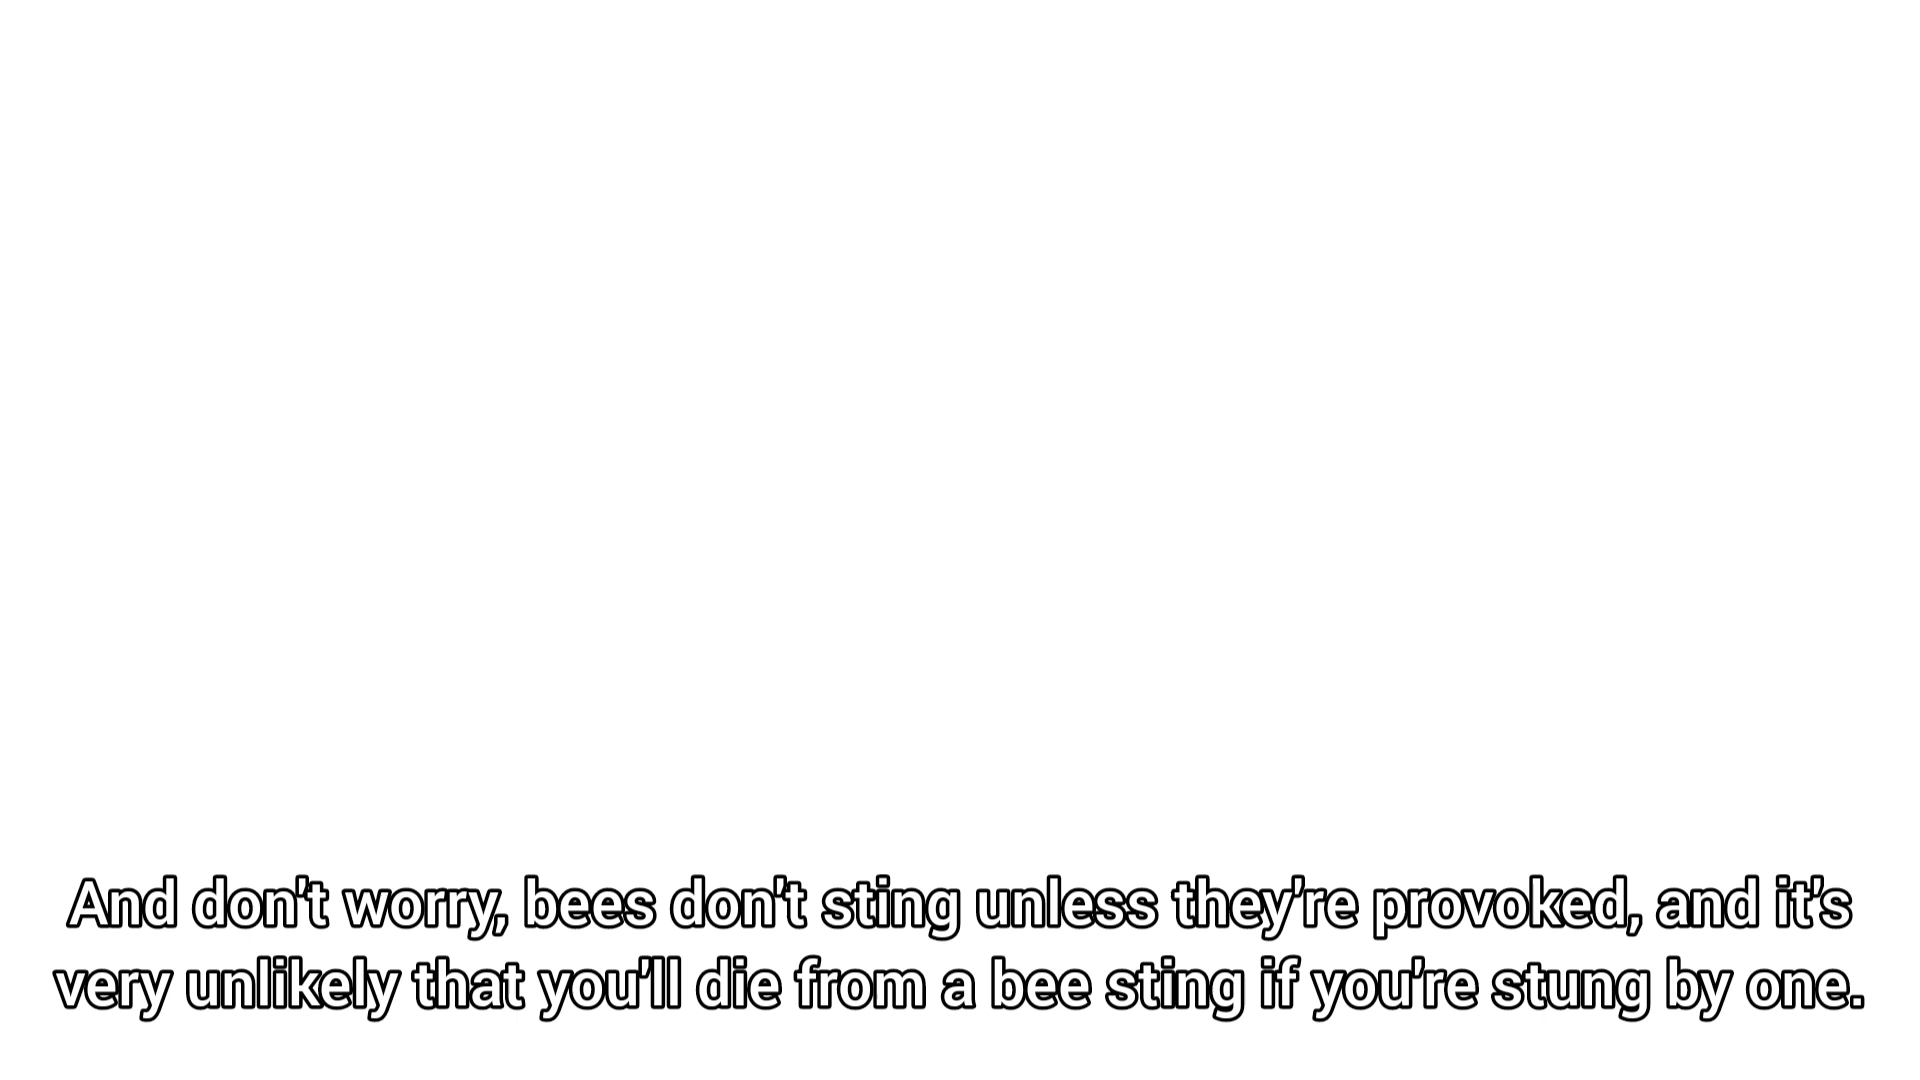 And don't worry, bees don't sting unless they're provoked, and it's
very unlikely that you'll die from a bee sting if you're stung by one.